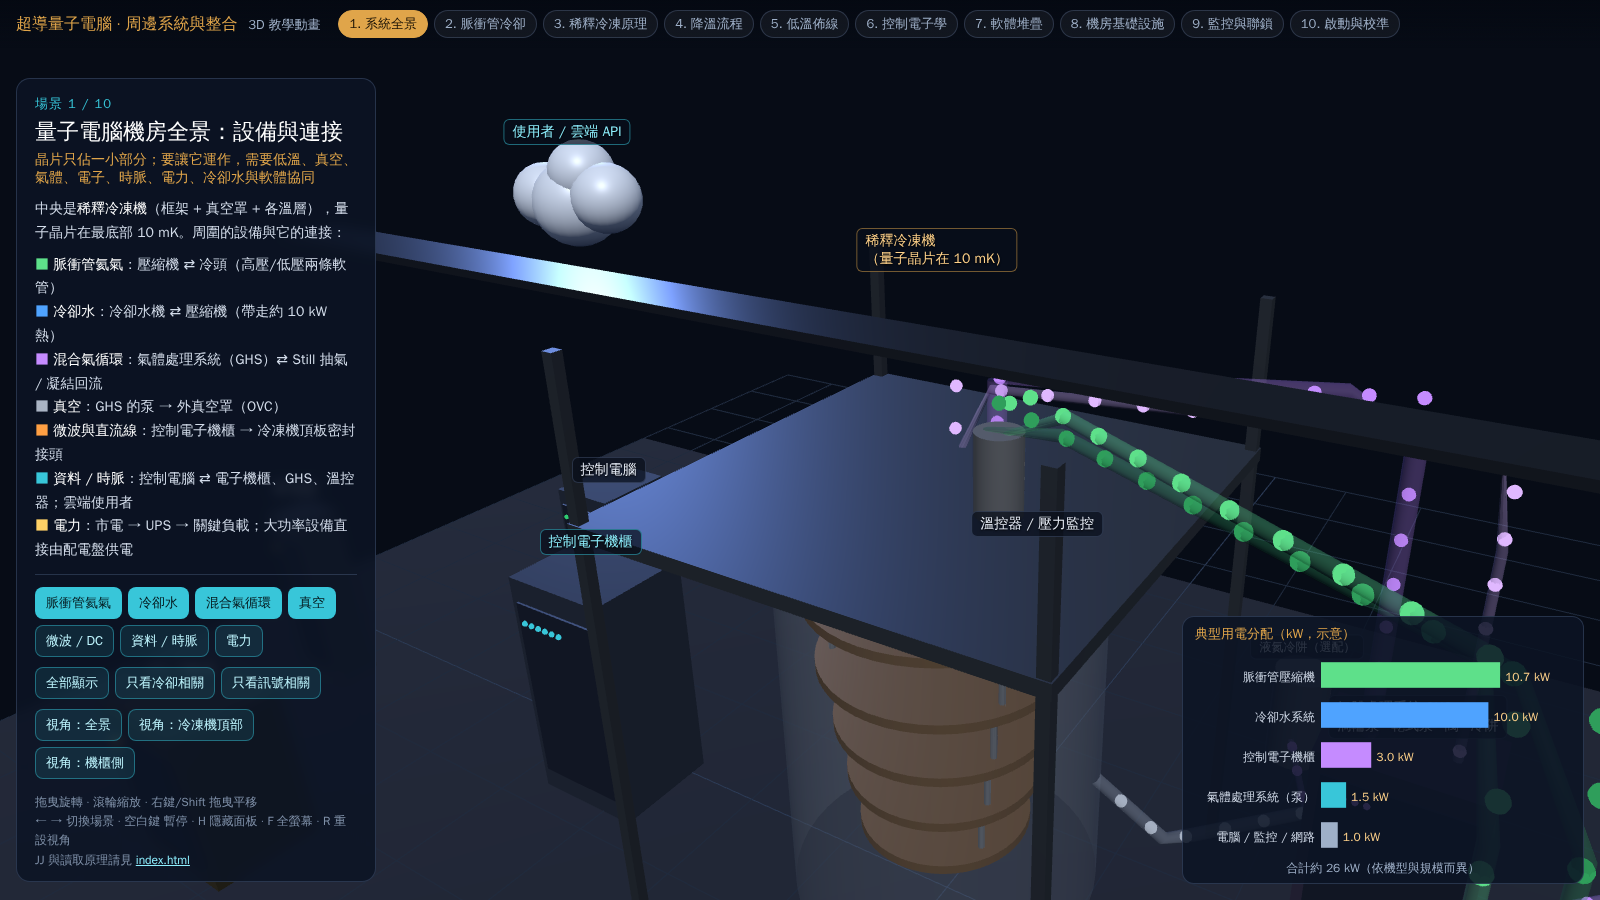 超導量子電腦 · 周邊系統與整合 3D 教學動畫
1. 系統全景
2. 脈衝管冷卻
3. 稀釋冷凍原理
4. 降溫流程
5. 低溫佈線
6. 控制電子學
7. 軟體堆疊
8. 機房基礎設施
9. 監控與聯鎖
10. 啟動與校準
場景 1 / 10
量子電腦機房全景：設備與連接
晶片只佔一小部分；要讓它運作，需要低溫、真空、
氣體、電子、時脈、電力、冷卻水與軟體協同
中央是稀釋冷凍機（框架 + 真空罩 + 各溫層），量
子晶片在最底部 10 mK。周圍的設備與它的連接：
脈衝管氦氣：壓縮機 ⇄ 冷頭（高壓/低壓兩條軟
管）
冷卻水：冷卻水機 ⇄ 壓縮機（帶走約 10 kW
熱）
混合氣循環：氣體處理系統（GHS）⇄ Still 抽氣
/ 凝結回流
真空：GHS 的泵 → 外真空罩（OVC）
微波與直流線：控制電子機櫃 → 冷凍機頂板密封
接頭
資料 / 時脈：控制電腦 ⇄ 電子機櫃、GHS、溫控
器；雲端使用者
電力：市電 → UPS → 關鍵負載；大功率設備直
接由配電盤供電
脈衝管氦氣
冷卻水
混合氣循環
真空
微波 / DC
資料 / 時脈
電力
全部顯示
只看冷卻相關
只看訊號相關
視角：全景
視角：冷凍機頂部
視角：機櫃側
拖曳旋轉 · 滾輪縮放 · 右鍵/Shift 拖曳平移
← → 切換場景 · 空白鍵 暫停 · H 隱藏面板 · F 全螢幕 · R 重
設視角
JJ 與讀取原理請見 index.html
使用者 / 雲端 API
稀釋冷凍機
（量子晶片在 10 mK）
控制電腦
控制電子機櫃
溫控器 / 壓力監控
典型用電分配（kW，示意）
液氮冷阱（選配）
脈衝管壓縮機 10.7 kW
冷卻水系統 10.0 kW
控制電子機櫃 3.0 kW
氣體處理系統（泵） 1.5 kW
電腦 / 監控 / 網路 1.0 kW
合計約 26 kW（依機型與規模而異）